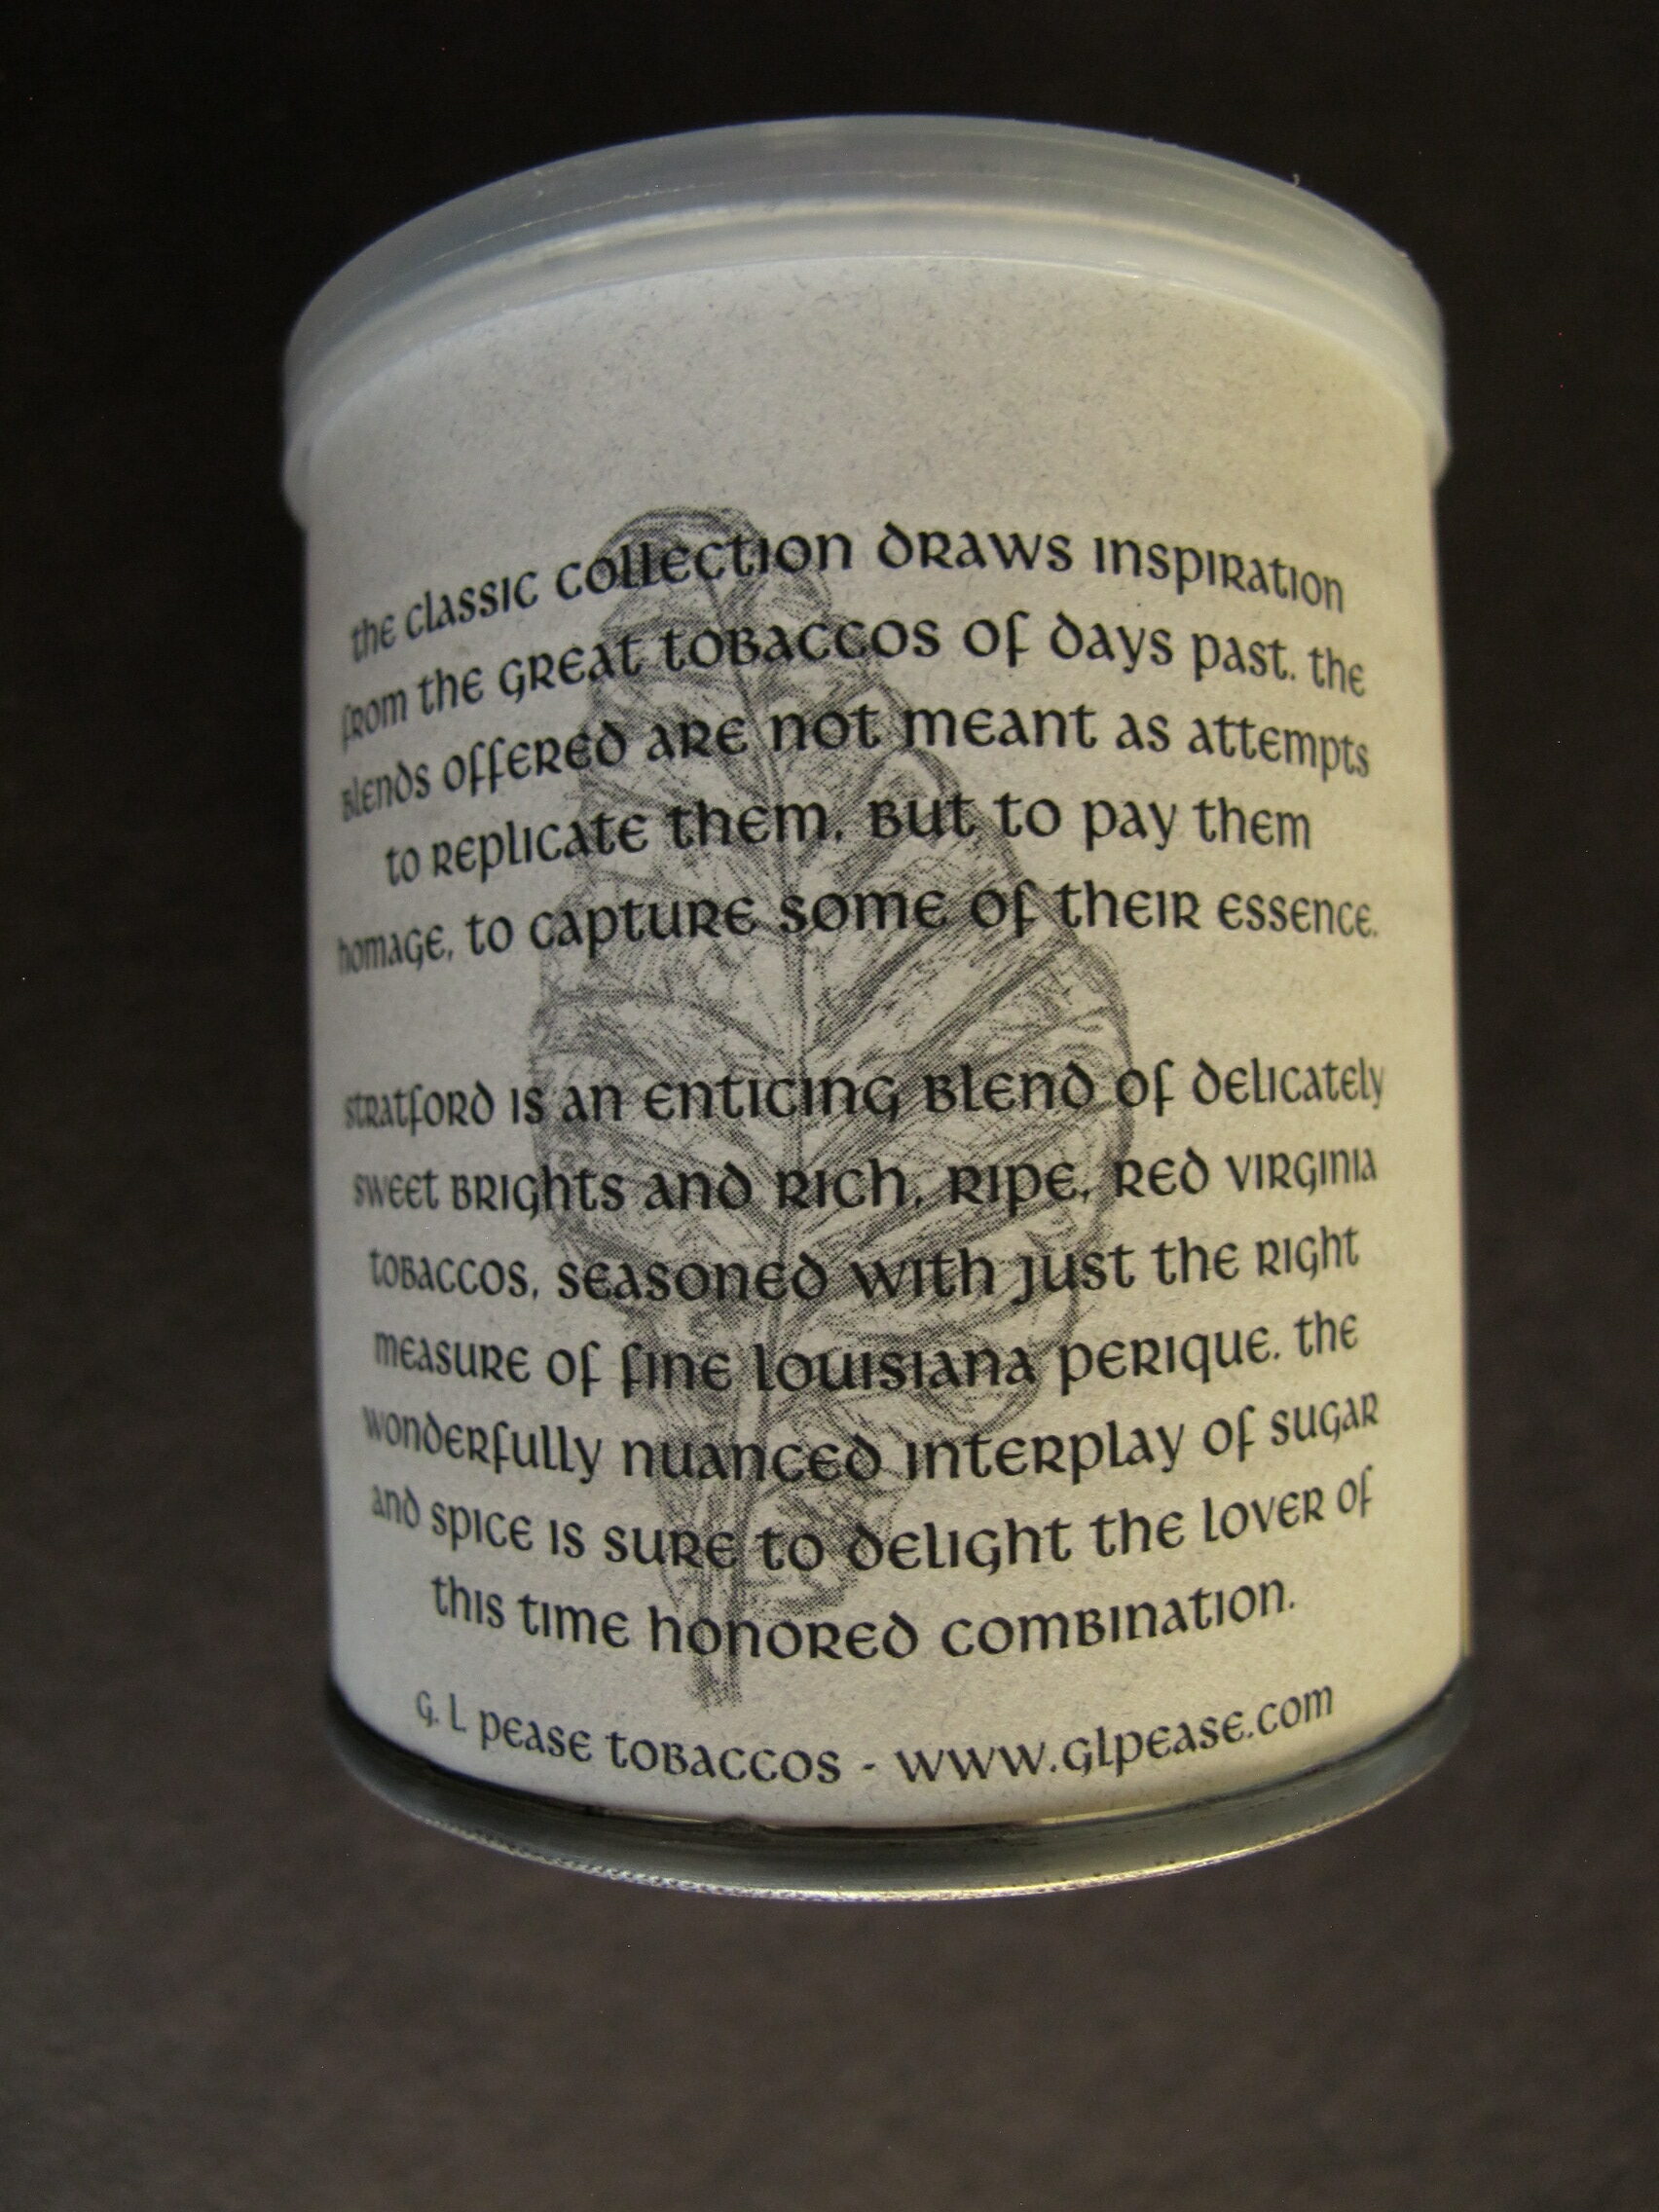 the classic collection draws inspiration
from the great tobaccos of days past. the
blends offered are not meant as attempts
to replicate them, but to pay them
homage, to capture some of their essence.
stratford is an enticing blend of delicately
sweet brights and rich, ripe, red virginia
tobaccos, seasoned with just the right
measure of fine louisiana perique. the
wonderfully nuanced interplay of sugar
and spice is sure to delight the lover of
this time honored combination.
G. L pease tobaccos - www.glpease.com